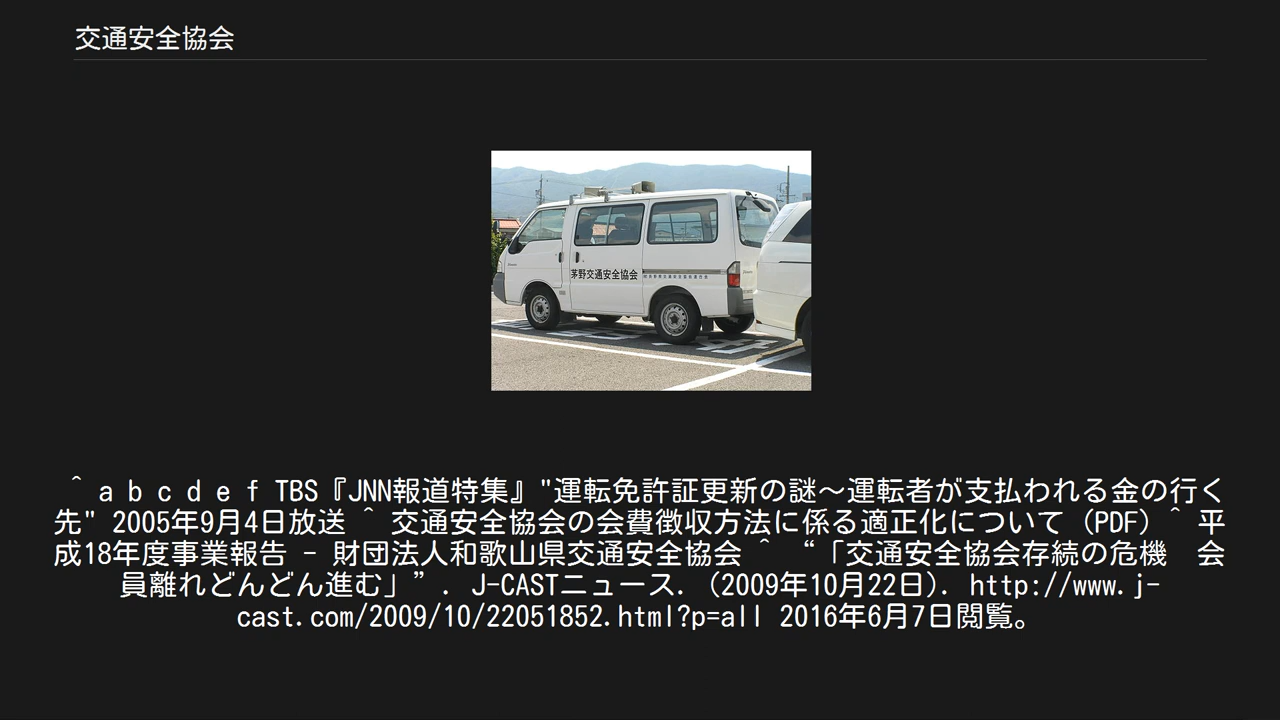 交通安全協会
茅野交通安全協会
^ a b c d e f TBS『JNN報道特集』"運転免許証更新の謎～運転者が支払われる金の行く
先" 2005年9月4日放送 ^ 交通安全協会の会費徴収方法に係る適正化について（PDF）^ 平
成18年度事業報告 - 財団法人和歌山県交通安全協会 ^ “「交通安全協会存続の危機　会
員離れどんどん進む」”. J-CASTニュース. （2009年10月22日）. http://www.j-
cast.com/2009/10/22051852.html?p=all 2016年6月7日閲覧。